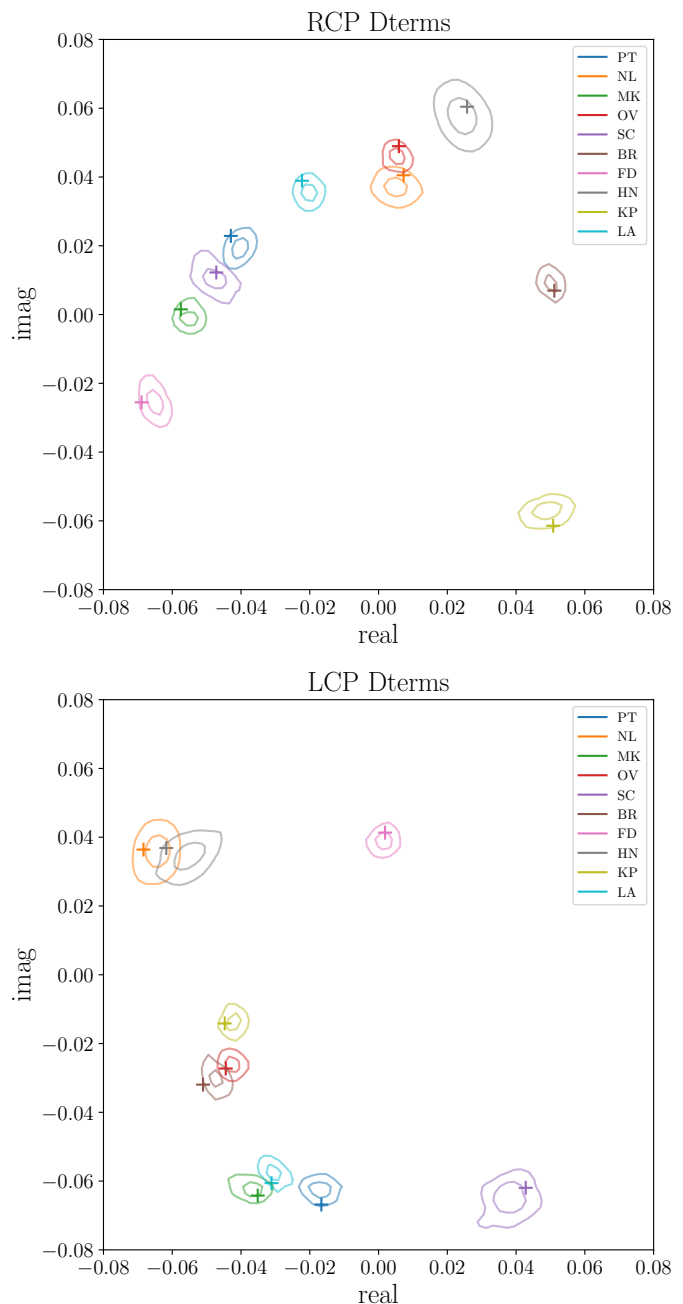 RCP Dterms
0.08
0.06
0.04
0.02
0.00
−0.02
−0.04
−0.06
−0.08
imag
PT
NL
MK
OV
SC
BR
FD
HN
KP
LA
−0.08 −0.06 −0.04 −0.02 0.00 0.02 0.04 0.06 0.08
real
LCP Dterms
0.08
0.06
0.04
0.02
0.00
−0.02
−0.04
−0.06
−0.08
imag
PT
NL
MK
OV
SC
BR
FD
HN
KP
LA
−0.08 −0.06 −0.04 −0.02 0.00 0.02 0.04 0.06 0.08
real